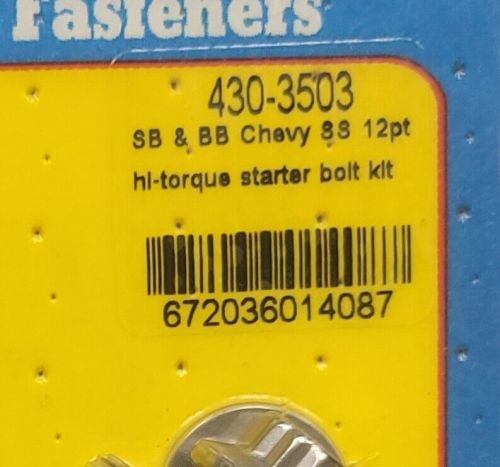 Fasteners
430-3503
SB & BB Chevy SS 12pt
hi-torque starter bolt kit
672036014087